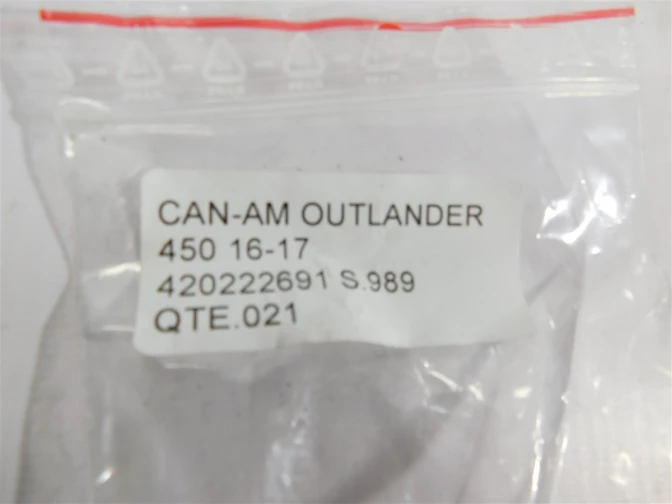 CAN-AM OUTLANDER
450 16-17
420222691 S.989
QTE.021